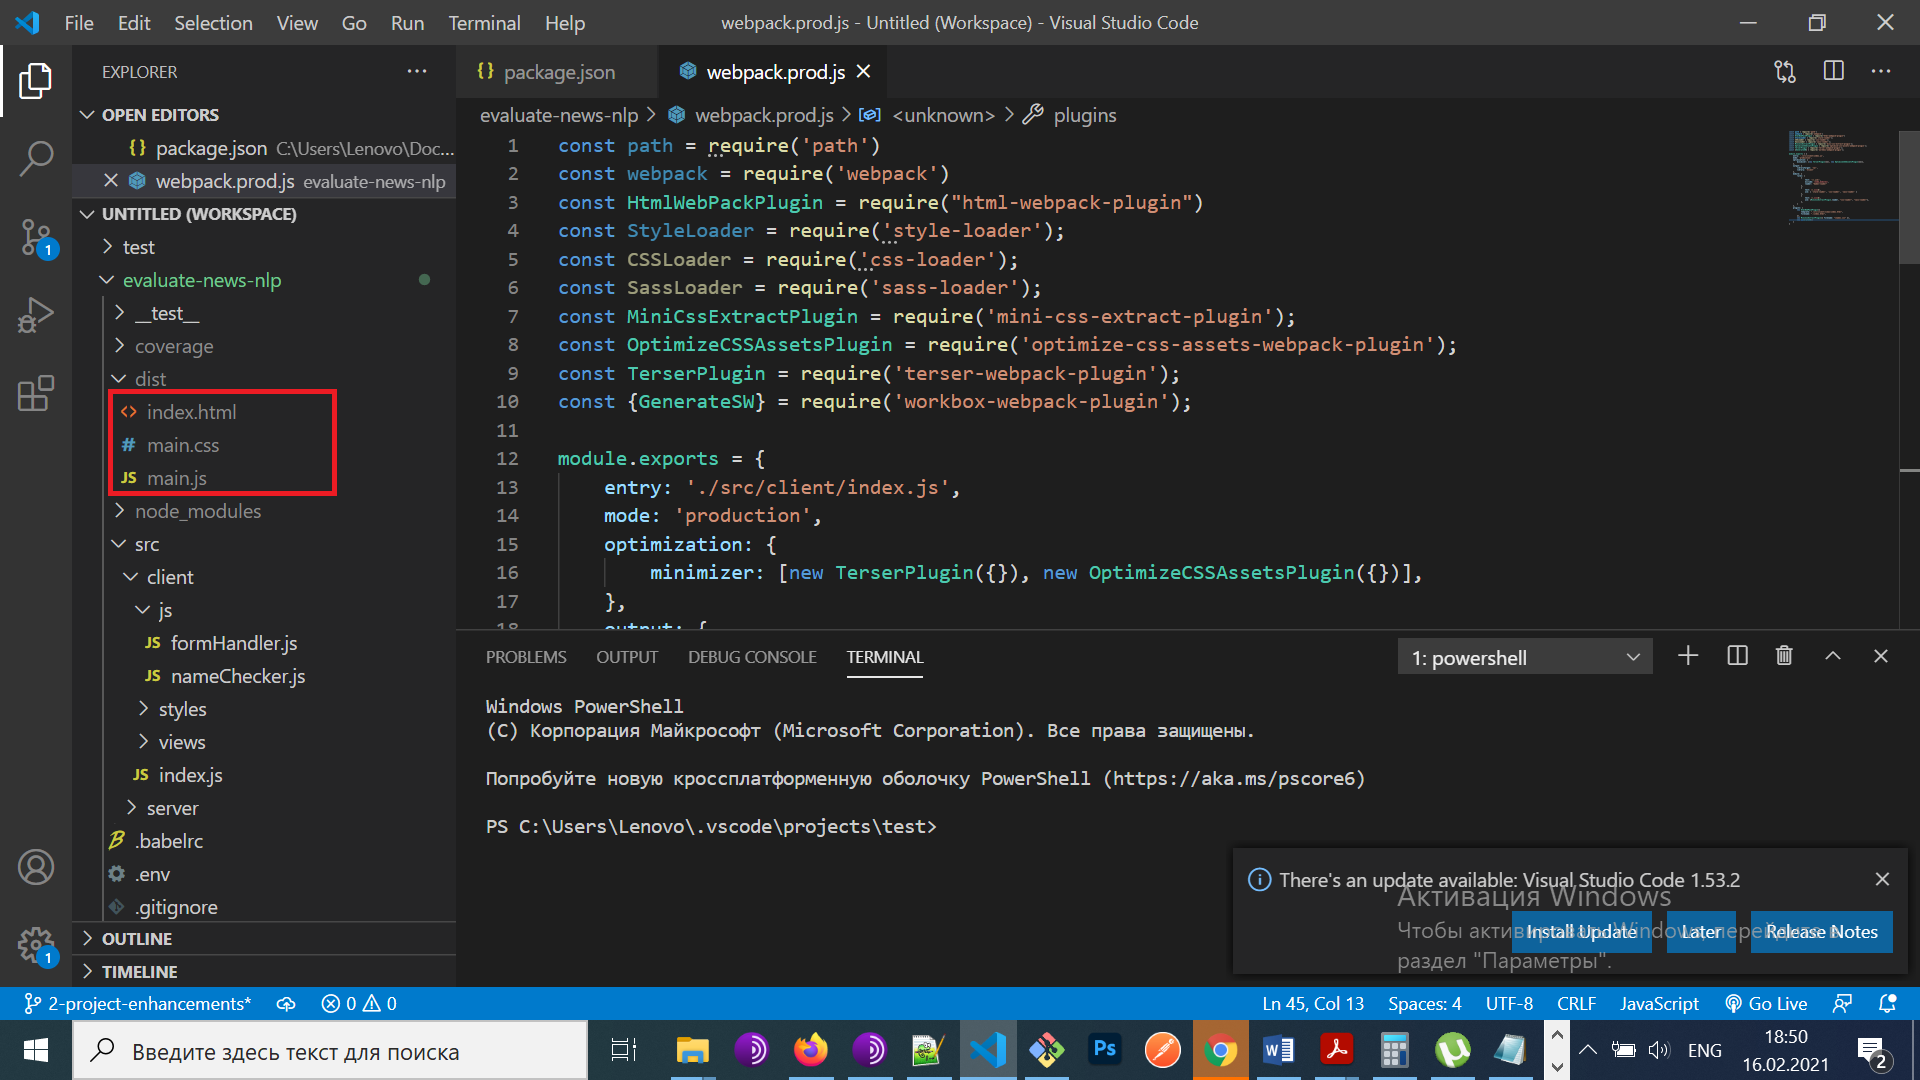 File Edit Selection View Go Run Terminal Help
webpack.prod.js - Untitled (Workspace) - Visual Studio Code
EXPLORER
OPEN EDITORS
{} package.json C:\Users\Lenovo\Doc...
webpack.prod.js evaluate-news-nlp
UNTITLED (WORKSPACE)
test
evaluate-news-nlp
__test__
coverage
dist
<> index.html
# main.css
JS main.js
node_modules
src
client
js
JS formHandler.js
JS nameChecker.js
styles
views
JS index.js
server
.babelrc
.env
.gitignore
OUTLINE
TIMELINE
1
1
{} package.json
webpack.prod.js
evaluate-news-nlp > webpack.prod.js > <unknown> > plugins
1 const path = require('path')
2 const webpack = require('webpack')
3 const HtmlWebPackPlugin = require("html-webpack-plugin")
4 const StyleLoader = require('style-loader');
5 const CSSLoader = require('css-loader');
6 const SassLoader = require('sass-loader');
7 const MiniCssExtractPlugin = require('mini-css-extract-plugin');
8 const OptimizeCSSAssetsPlugin = require('optimize-css-assets-webpack-plugin');
9 const TerserPlugin = require('terser-webpack-plugin');
10 const {GenerateSW} = require('workbox-webpack-plugin');
11
12 module.exports = {
13 entry: './src/client/index.js',
14 mode: 'production',
15 optimization: {
16 minimizer: [new TerserPlugin({}), new OptimizeCSSAssetsPlugin({})],
17 },
18 output: {
PROBLEMS OUTPUT DEBUG CONSOLE TERMINAL
1: powershell
Windows PowerShell
(C) Корпорация Майкрософт (Microsoft Corporation). Все права защищены.
Попробуйте новую кроссплатформенную оболочку PowerShell (https://aka.ms/pscore6)
PS C:\Users\Lenovo\.vscode\projects\test>
There's an update available: Visual Studio Code 1.53.2
Install Update Later Release Notes
Активация Windows
Чтобы активировать Windows, перейдите в
раздел "Параметры".
2-project-enhancements* 0 0
Ln 45, Col 13 Spaces: 4 UTF-8 CRLF JavaScript Go Live
Введите здесь текст для поиска
Ps
ENG
18:50
16.02.2021
2